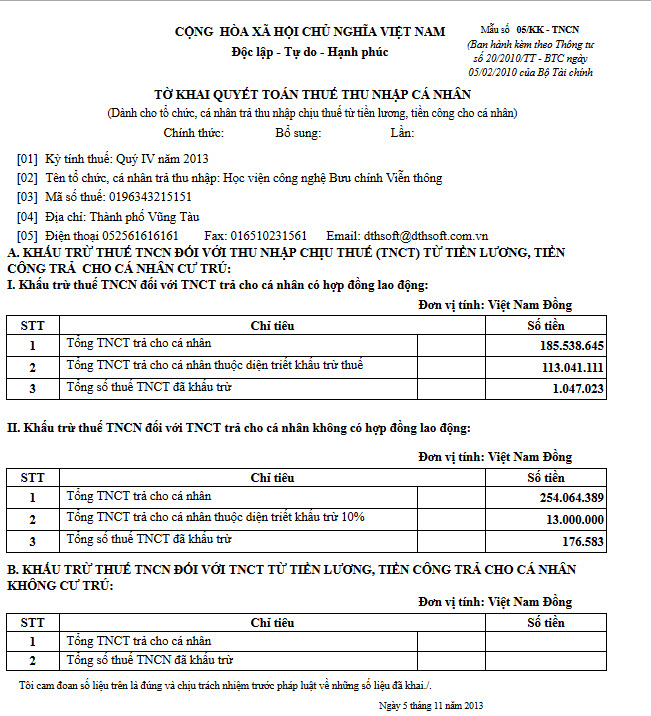 CỘNG HÒA XÃ HỘI CHỦ NGHĨA VIỆT NAM
Độc lập - Tự do - Hạnh phúc
Mẫu số 05/KK - TNCN
(Ban hành kèm theo Thông tư
số 20/2010/TT - BTC ngày
05/02/2010 của Bộ Tài chính
TỜ KHAI QUYẾT TOÁN THUẾ THU NHẬP CÁ NHÂN
(Dành cho tổ chức, cá nhân trả thu nhập chịu thuế từ tiền lương, tiền công cho cá nhân)
Chính thức: Bổ sung: Lần:
[01] Kỳ tính thuế: Quý IV năm 2013
[02] Tên tổ chức, cá nhân trả thu nhập: Học viện công nghệ Bưu chính Viễn thông
[03] Mã số thuế: 0196343215151
[04] Địa chỉ: Thành phố Vũng Tàu
[05] Điện thoại 052561616161 Fax: 016510231561 Email: dthsoft@dthsoft.com.vn
A. KHẤU TRỪ THUẾ TNCN ĐỐI VỚI THU NHẬP CHỊU THUẾ (TNCT) TỪ TIỀN LƯƠNG, TIỀN
CÔNG TRẢ CHO CÁ NHÂN CƯ TRÚ:
I. Khấu trừ thuế TNCN đối với TNCT trả cho cá nhân có hợp đồng lao động:
Đơn vị tính: Việt Nam Đồng
STT Chỉ tiêu Số tiền
1 Tổng TNCT trả cho cá nhân 185.538.645
2 Tổng TNCT trả cho cá nhân thuộc diện triết khấu trừ thuế 113.041.111
3 Tổng số thuế TNCT đã khấu trừ 1.047.023
II. Khấu trừ thuế TNCN đối với TNCT trả cho cá nhân không có hợp đồng lao động:
Đơn vị tính: Việt Nam Đồng
STT Chỉ tiêu Số tiền
1 Tổng TNCT trả cho cá nhân 254.064.389
2 Tổng TNCT trả cho cá nhân thuộc diện triết khấu trừ 10% 13.000.000
3 Tổng số thuế TNCT đã khấu trừ 176.583
B. KHẤU TRỪ THUẾ TNCN ĐỐI VỚI TNCT TỪ TIỀN LƯƠNG, TIỀN CÔNG TRẢ CHO CÁ NHÂN
KHÔNG CƯ TRÚ:
Đơn vị tính: Việt Nam Đồng
STT Chỉ tiêu Số tiền
1 Tổng TNCT trả cho cá nhân
2 Tổng số thuế TNCN đã khấu trừ
Tôi cam đoan số liệu trên là đúng và chịu trách nhiệm trước pháp luật về những số liệu đã khai./.
Ngày 5 tháng 11 năm 2013